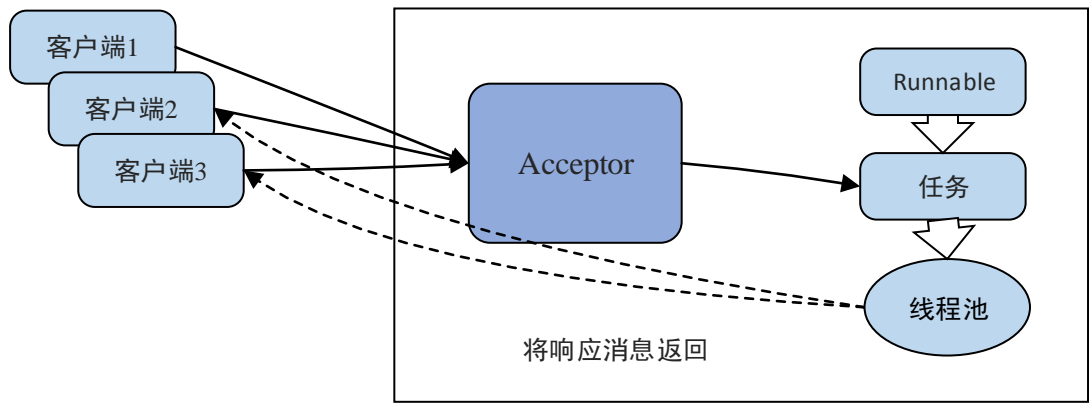 客户端1
客户端2
客户端3
Acceptor
Runnable
任务
线程池
将响应消息返回